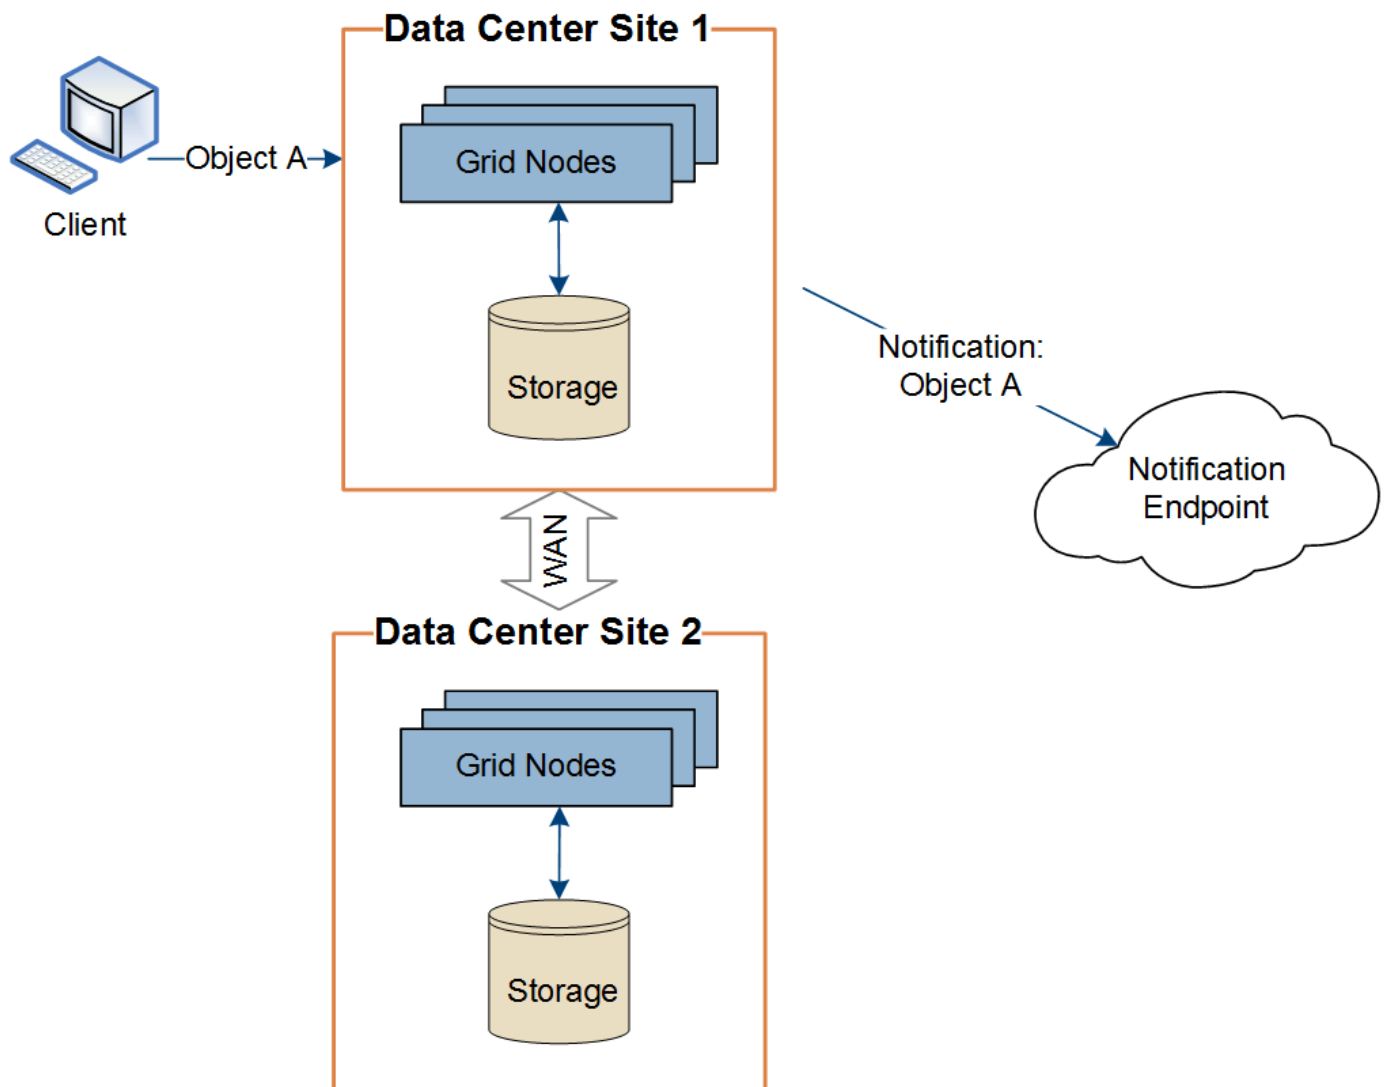 Data Center Site 1
Client
Object A
Grid Nodes
Storage
Notification:
Object A
Notification
Endpoint
WAN
Data Center Site 2
Grid Nodes
Storage